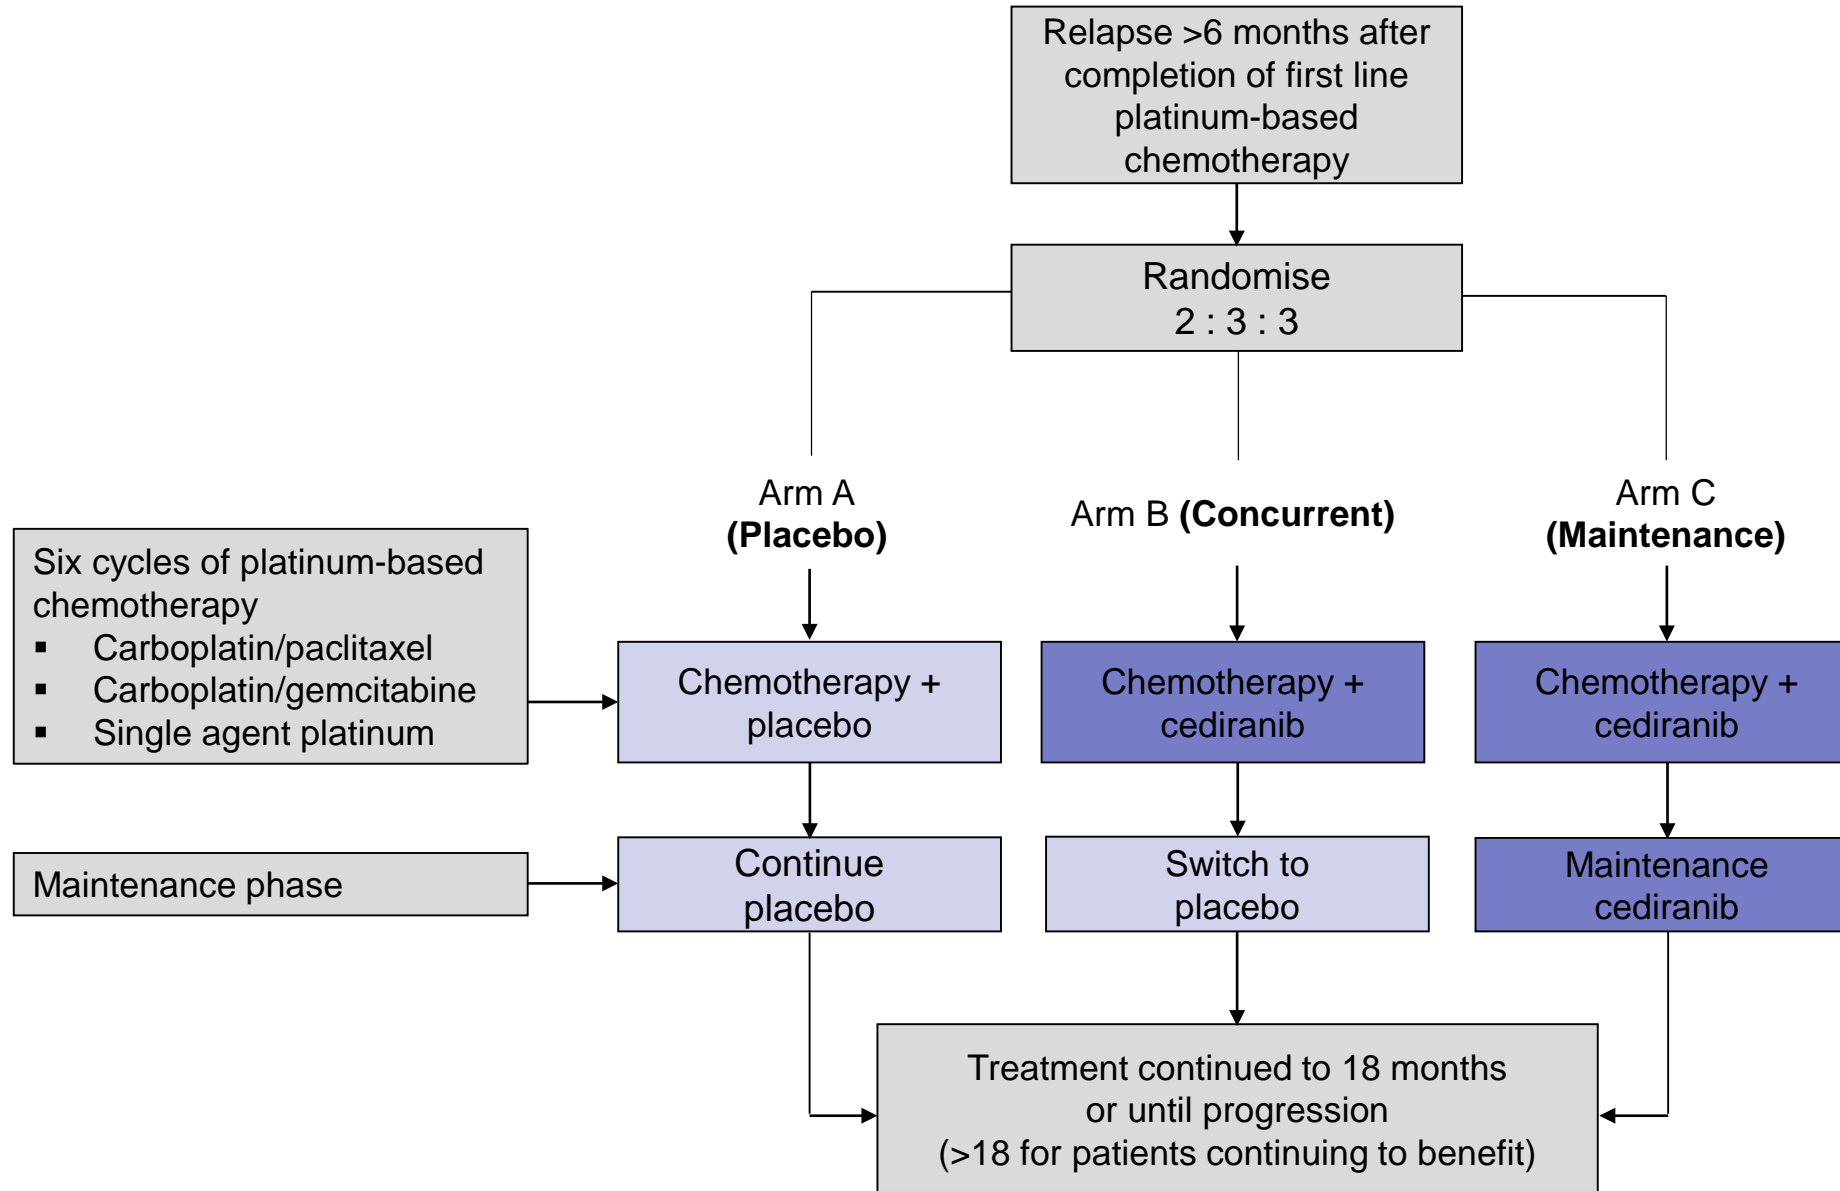 Relapse >6 months after
completion of first line
platinum-based
chemotherapy
Randomise
2 : 3 : 3
Arm A
(Placebo)
Arm B (Concurrent)
Arm C
(Maintenance)
Six cycles of platinum-based
chemotherapy
▪ Carboplatin/paclitaxel
▪ Carboplatin/gemcitabine
▪ Single agent platinum
Chemotherapy +
placebo
Chemotherapy +
cediranib
Chemotherapy +
cediranib
Maintenance phase
Continue
placebo
Switch to
placebo
Maintenance
cediranib
Treatment continued to 18 months
or until progression
(>18 for patients continuing to benefit)